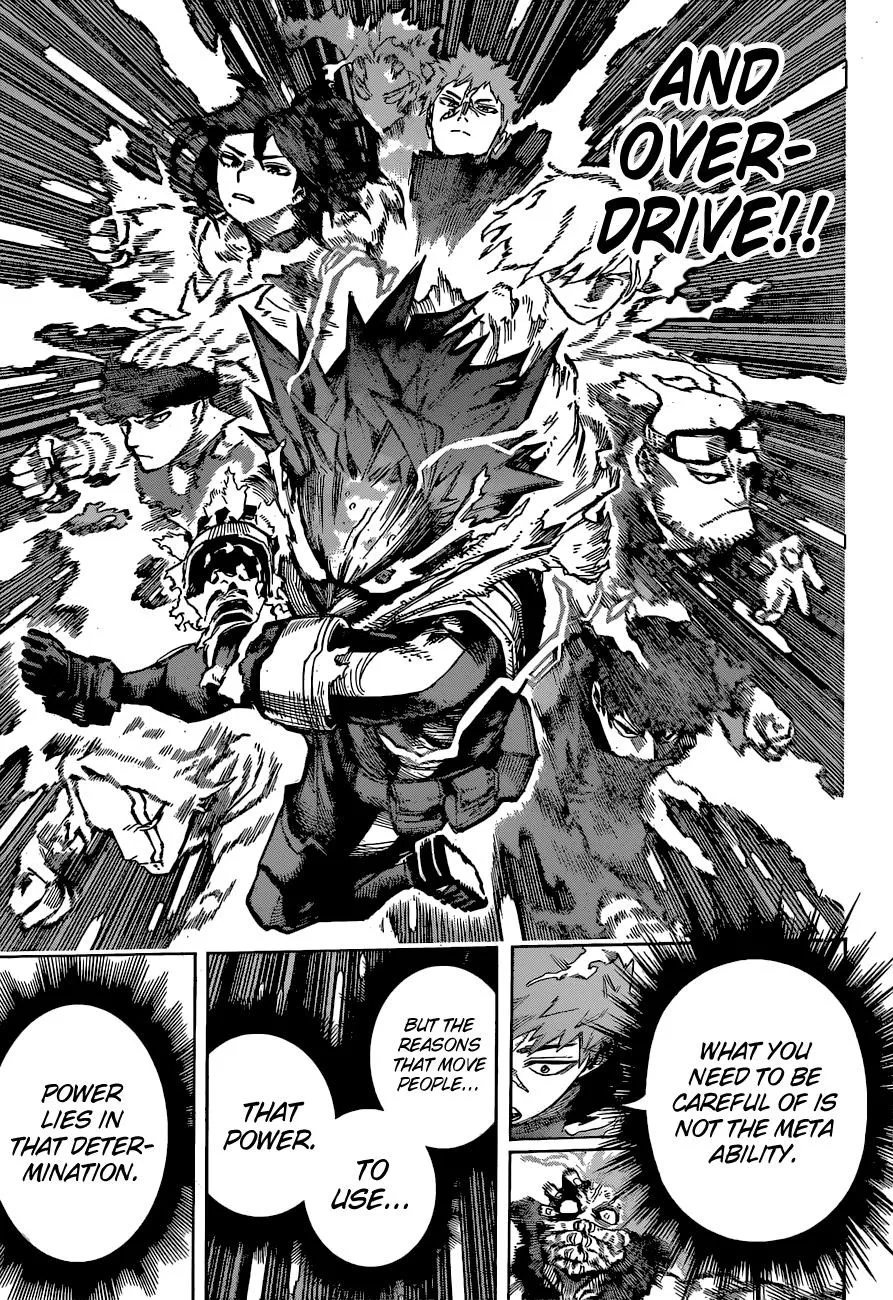 AND
OVER-
DRIVE!!
WHAT YOU
NEED TO BE
CAREFUL OF IS
NOT THE META
ABILITY.
BUT THE
REASONS
THAT MOVE
PEOPLE...
TO
USE...
THAT
POWER.
POWER
LIES IN
THAT DETER-
MINATION.